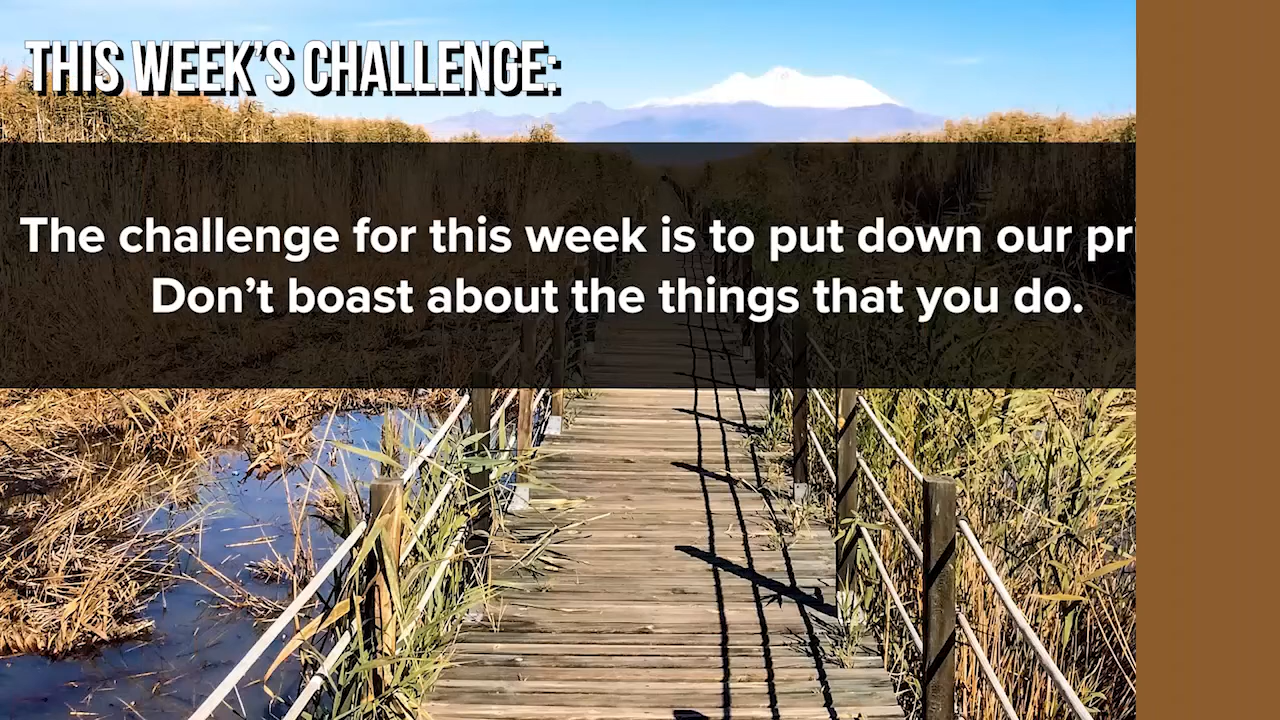 THIS WEEK'S CHALLENGE:
The challenge for this week is to put down our
Don't boast about the things that you do.